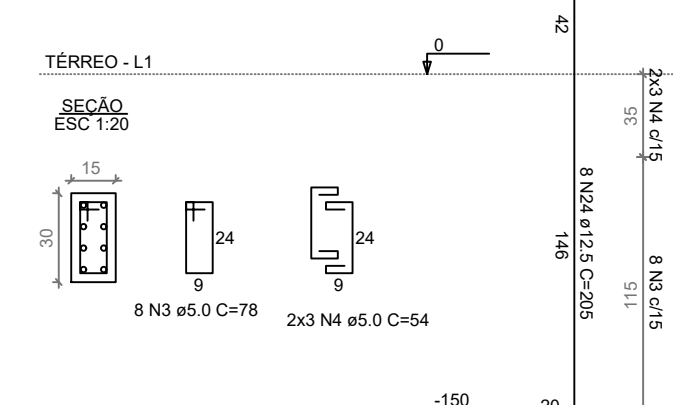 42
0
TÉRREO - L1
SEÇÃO
ESC 1:20
15
30
24
9
8 N3 ø5.0 C=78
24
9
2x3 N4 ø5.0 C=54
146
8 N24 ø12.5 C=205
35
2x3 N4 c/15
115
8 N3 c/15
-150